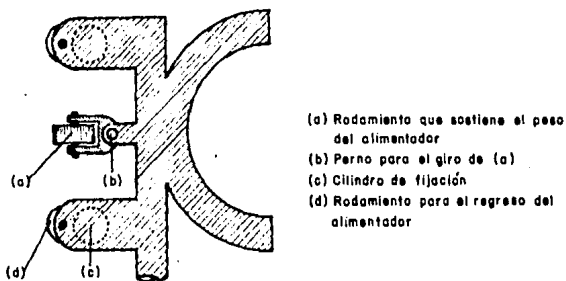 (a) Rodamiento que sostiene el peso
del alimentador
(b) Perno para el giro de (a)
(c) Cilindro de fijación
(d) Rodamiento para el regreso del
alimentador
(a)
(b)
(d)
(c)